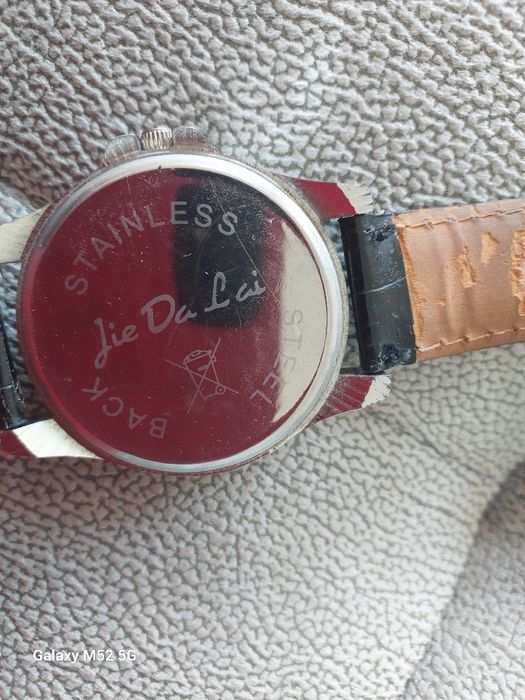 STAINLESS
STEEL
BACK
Jie Da Lai
Galaxy M52 5G